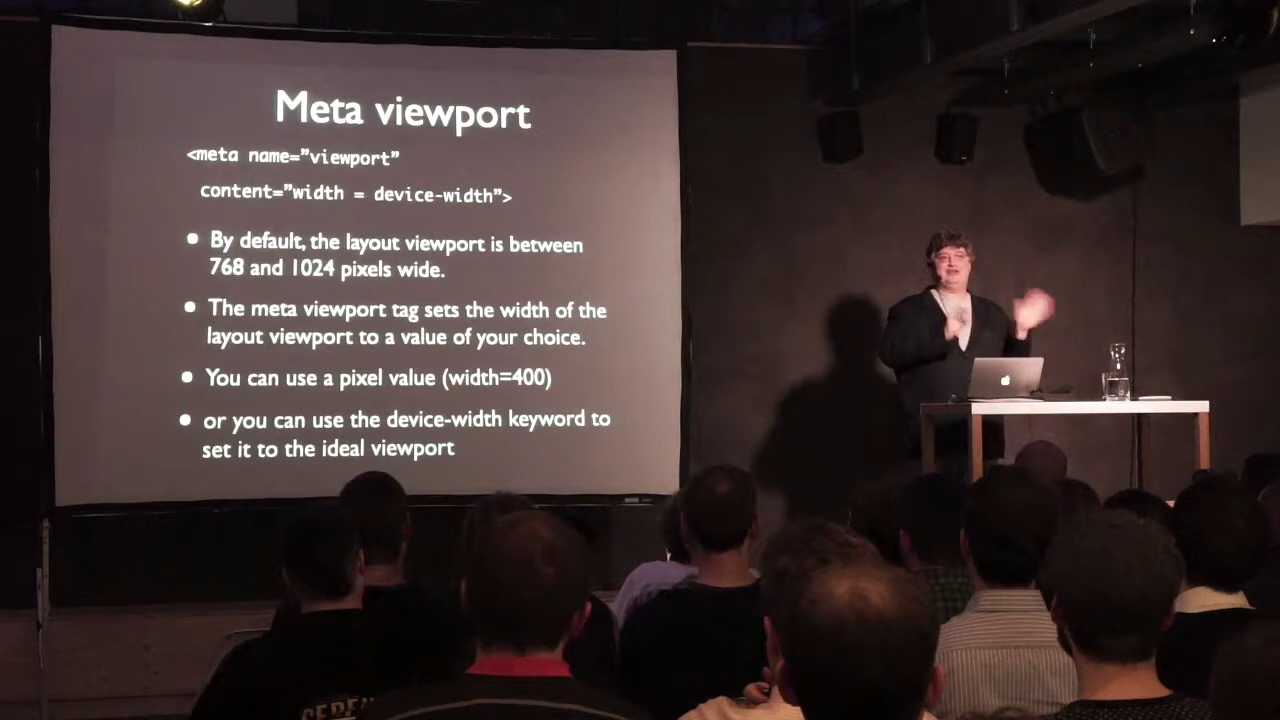 Meta viewport
<meta name=”viewport”
content=”width = device-width”>
• By default, the layout viewport is between
768 and 1024 pixels wide.
• The meta viewport tag sets the width of the
layout viewport to a value of your choice.
• You can use a pixel value (width=400)
• or you can use the device-width keyword to
set it to the ideal viewport